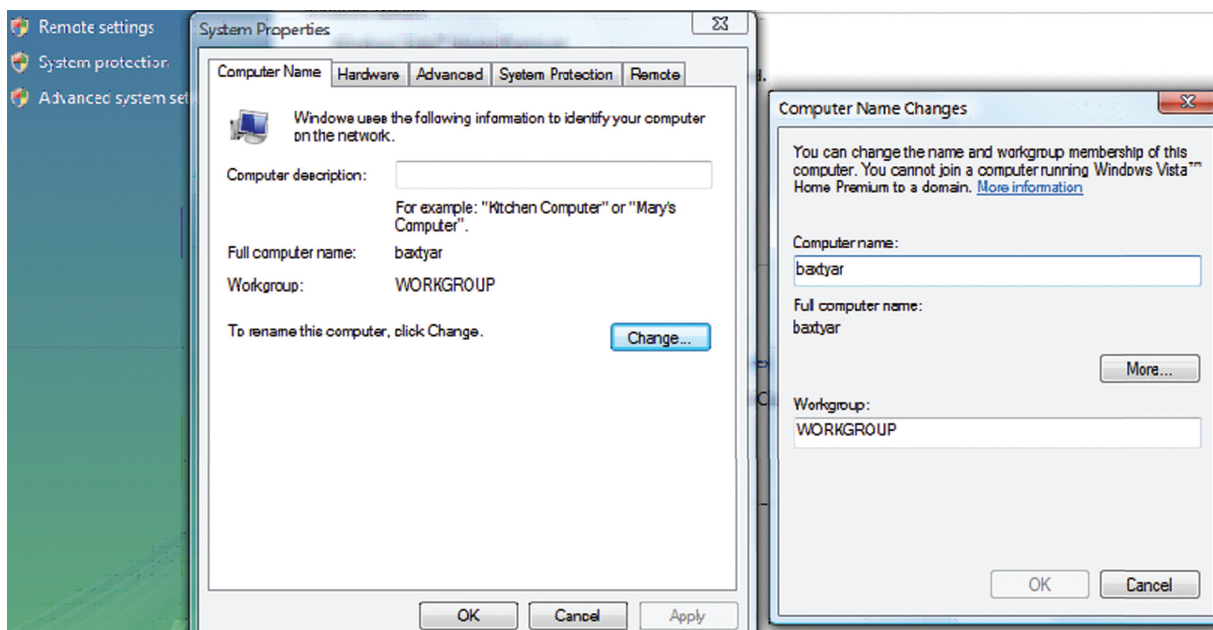 Remote settings
System protection
Advanced system set
System Properties
Computer Name
Hardware
Advanced
System Protection
Remote
Windows uses the following information to identify your computer
on the network.
Computer description:
For example: "Kitchen Computer" or "Mary's
Computer".
Full computer name: baxtyar
Workgroup: WORKGROUP
To rename this computer, click Change.
Change...
OK
Cancel
Apply
Computer Name Changes
You can change the name and workgroup membership of this
computer. You cannot join a computer running Windows Vista™
Home Premium to a domain. More information
Computer name:
baxtyar
Full computer name:
baxtyar
More...
Workgroup:
WORKGROUP
OK
Cancel